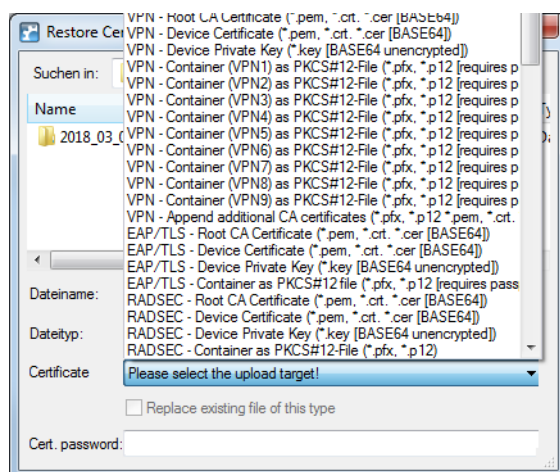 Restore Cer
VPN - Root CA Certificate (*.pem, *.crt. *.cer [BASE64])
VPN - Device Certificate (*.pem, *.crt. *.cer [BASE64])
VPN - Device Private Key (*.key [BASE64 unencrypted])
Suchen in:
VPN - Container (VPN1) as PKCS#12-File (*.pfx, *.p12 [requires p
VPN - Container (VPN2) as PKCS#12-File (*.pfx, *.p12 [requires p
VPN - Container (VPN3) as PKCS#12-File (*.pfx, *.p12 [requires p
Name
VPN - Container (VPN4) as PKCS#12-File (*.pfx, *.p12 [requires p
VPN - Container (VPN5) as PKCS#12-File (*.pfx, *.p12 [requires p
2018_03_0
VPN - Container (VPN6) as PKCS#12-File (*.pfx, *.p12 [requires p
VPN - Container (VPN7) as PKCS#12-File (*.pfx, *.p12 [requires p
VPN - Container (VPN8) as PKCS#12-File (*.pfx, *.p12 [requires p
VPN - Container (VPN9) as PKCS#12-File (*.pfx, *.p12 [requires p
VPN - Append additional CA certificates (*.pfx, *.p12 *.pem, *.crt.
EAP/TLS - Root CA Certificate (*.pem, *.crt. *.cer [BASE64])
EAP/TLS - Device Certificate (*.pem, *.crt. *.cer [BASE64])
EAP/TLS - Device Private Key (*.key [BASE64 unencrypted])
EAP/TLS - Container as PKCS#12 file (*.pfx, *.p12 [requires pass
Dateiname:
RADSEC - Root CA Certificate (*.pem, *.crt. *.cer [BASE64])
RADSEC - Device Certificate (*.pem, *.crt. *.cer [BASE64])
Dateityp:
RADSEC - Device Private Key (*.key [BASE64 unencrypted])
RADSEC - Container as PKCS#12-File (*.pfx, *.p12)
Certificate
Please select the upload target!
Replace existing file of this type
Cert. password: